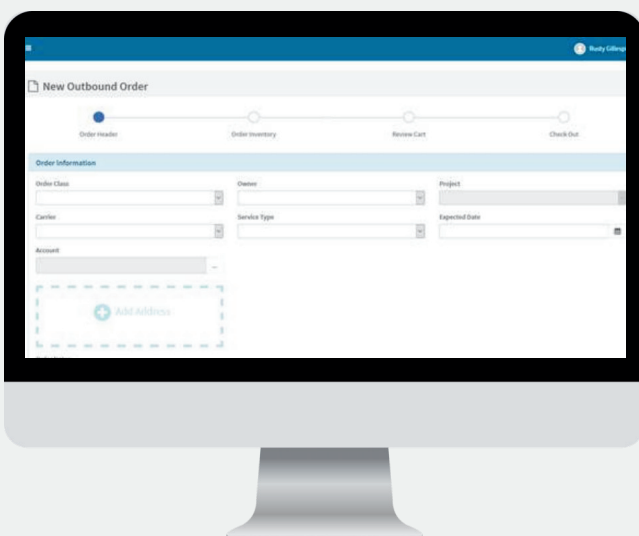 Rusty Gillesp
New Outbound Order
Order Header
Order Inventory
Review Cart
Check Out
Order Information
Order Class
Owner
Project
Carrier
Service Type
Expected Date
Account
...
Add Address